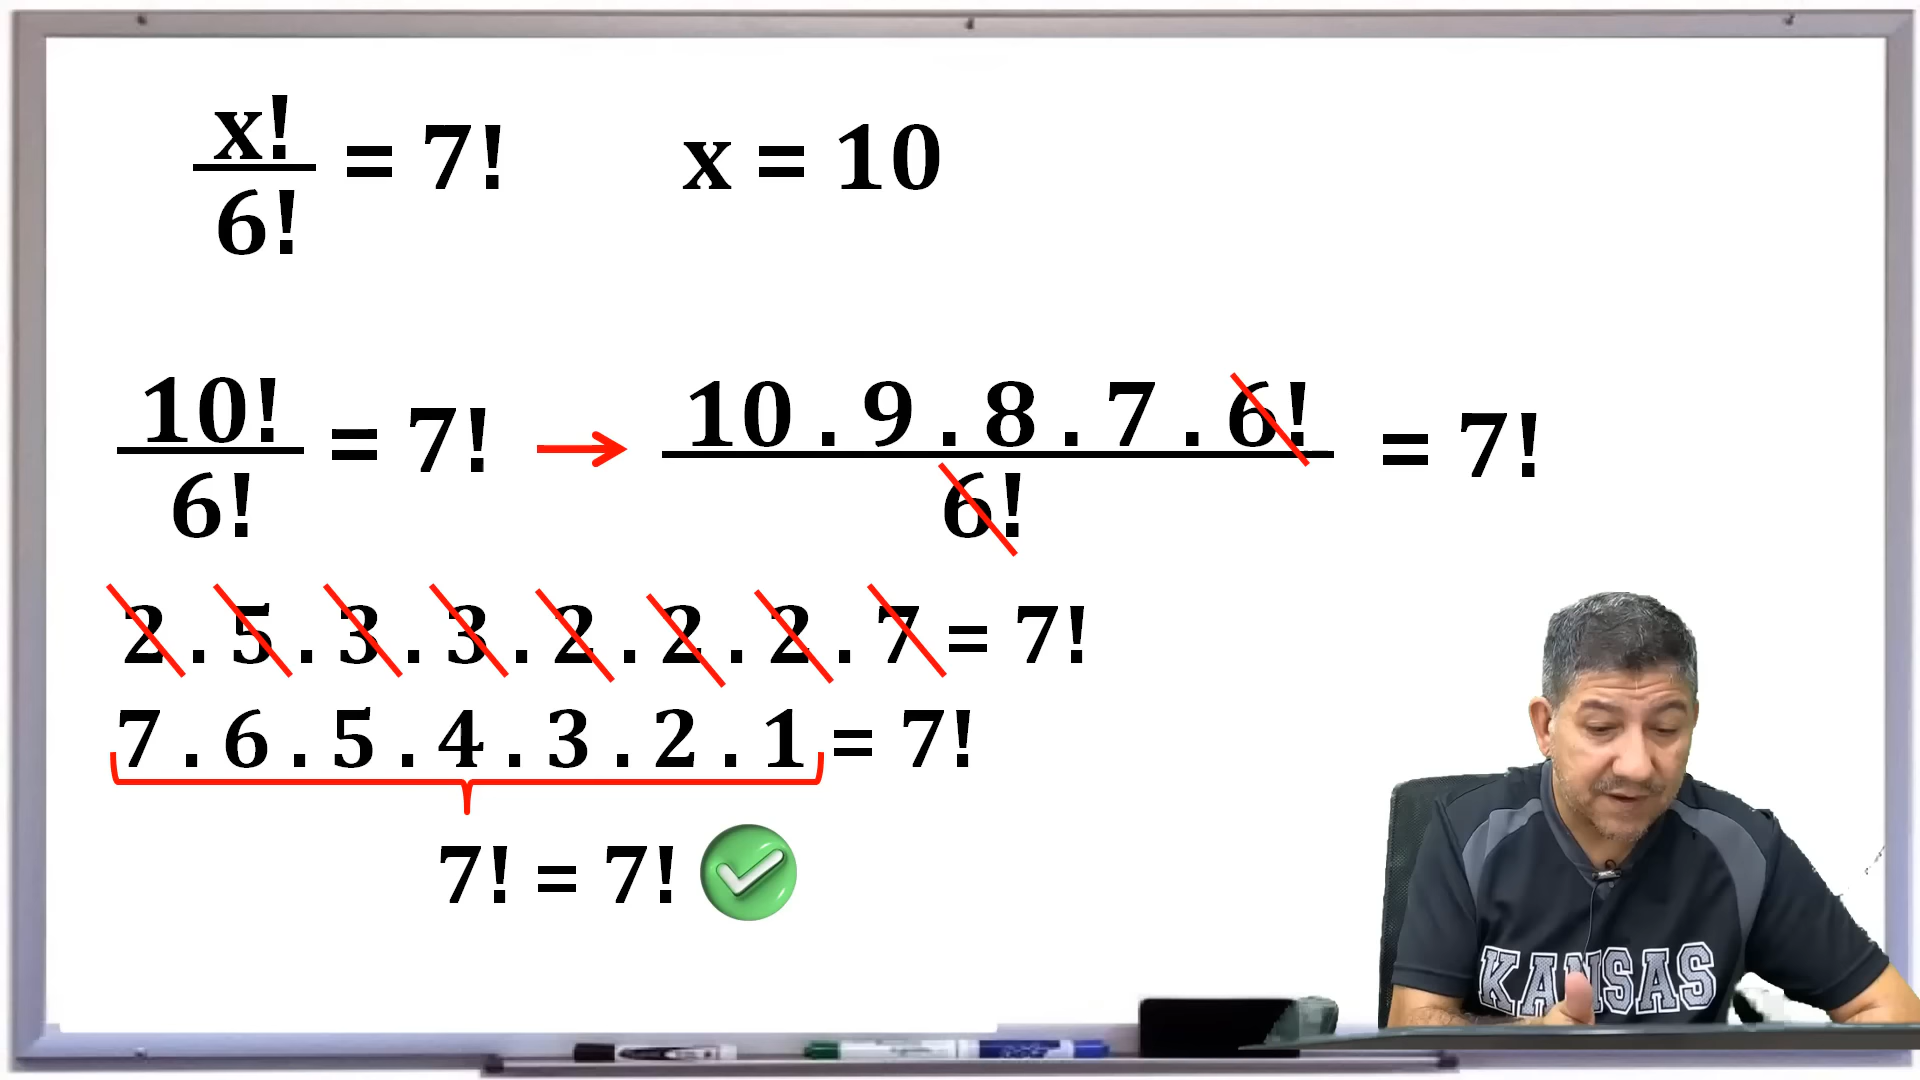 x!/6! = 7! x = 10
10!/6! = 7! → 10 . 9 . 8 . 7 . 6!/6! = 7!
2 . 5 . 3 . 3 . 2 . 2 . 2 . 7 = 7!
7 . 6 . 5 . 4 . 3 . 2 . 1 = 7!
7! = 7!
KANSAS